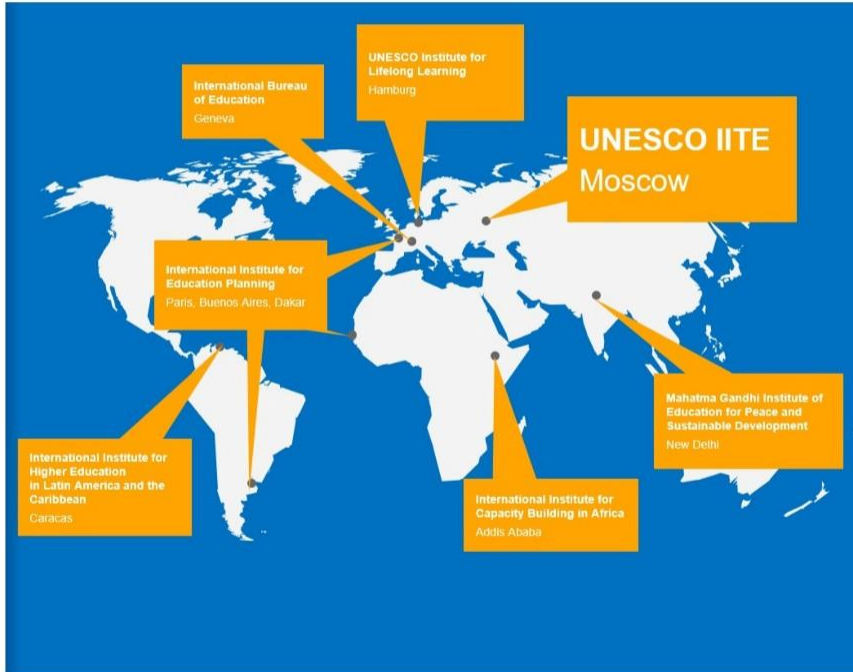 UNESCO Institute for
Lifelong Learning
Hamburg
International Bureau
of Education
Geneva
UNESCO IITE
Moscow
International Institute for
Education Planning
Paris, Buenos Aires, Dakar
Mahatma Gandhi Institute of
Education for Peace and
Sustainable Development
New Delhi
International Institute for
Higher Education
in Latin America and the
Caribbean
Caracas
International Institute for
Capacity Building in Africa
Addis Ababa